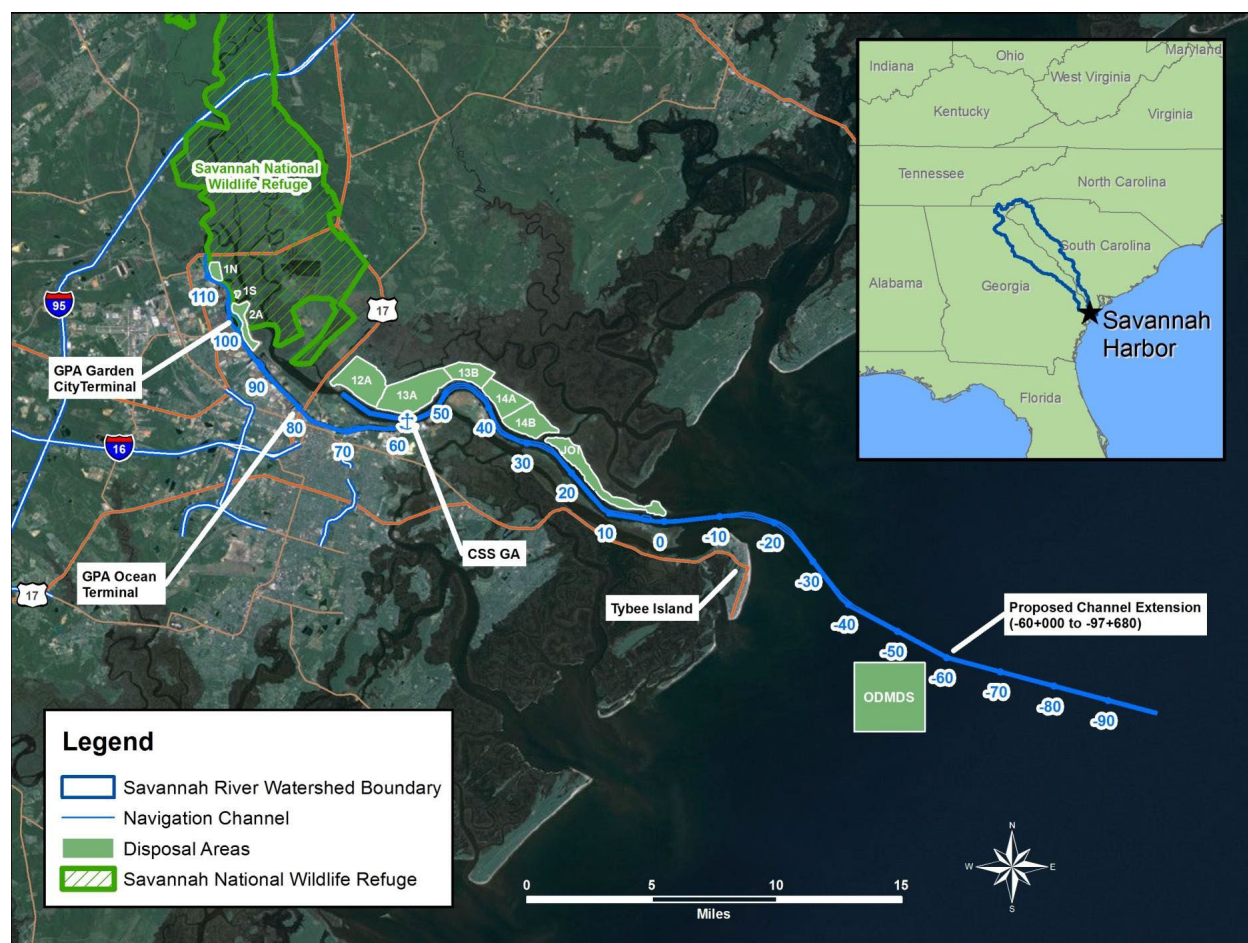 Savannah National
Wildlife Refuge
1N
1S
2A
110
100
90
80
70
60
50
40
30
20
10
0
-10
-20
-30
-40
-50
-60
-70
-80
-90
95
16
17
17
12A
13A
13B
14A
14B
JOI
GPA Garden
CityTerminal
GPA Ocean
Terminal
CSS GA
Tybee Island
Proposed Channel Extension
(-60+000 to -97+680)
ODMDS
Indiana
Ohio
Maryland
West Virginia
Kentucky
Virginia
Tennessee
North Carolina
South Carolina
Alabama
Georgia
Savannah
Harbor
Florida
Legend
Savannah River Watershed Boundary
Navigation Channel
Disposal Areas
Savannah National Wildlife Refuge
0 5 10 15
Miles
N
W E
S